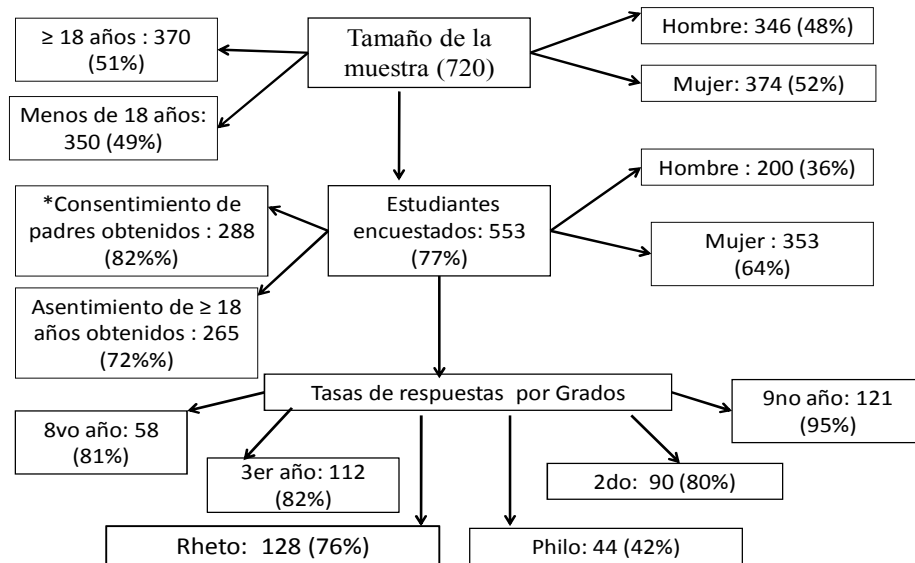 ≥ 18 años : 370
(51%)
Tamaño de la
muestra (720)
Hombre: 346 (48%)
Mujer: 374 (52%)
Menos de 18 años:
350 (49%)
Hombre : 200 (36%)
*Consentimiento de
padres obtenidos : 288
(82%%)
Estudiantes
encuestados: 553
(77%)
Mujer : 353
(64%)
Asentimiento de ≥ 18
años obtenidos : 265
(72%%)
Tasas de respuestas por Grados
9no año: 121
(95%)
8vo año: 58
(81%)
3er año: 112
(82%)
2do: 90 (80%)
Rheto: 128 (76%)
Philo: 44 (42%)